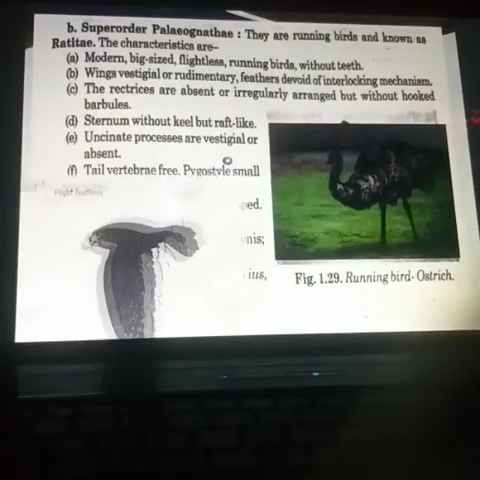 b. Superorder Palaeognathae : They are running birds and known as
Ratitae. The characteristics are–
(a) Modern, big-sized, flightless, running birds, without teeth.
(b) Wings vestigial or rudimentary, feathers devoid of interlocking mechanism.
(c) The rectrices are absent or irregularly arranged but without hooked
barbules.
(d) Sternum without keel but raft-like.
(e) Uncinate processes are vestigial or
absent.
(f) Tail vertebrae free. Pygostyle small
Flight feathers
ped.
nis;
ius,
Fig. 1.29. Running bird- Ostrich.